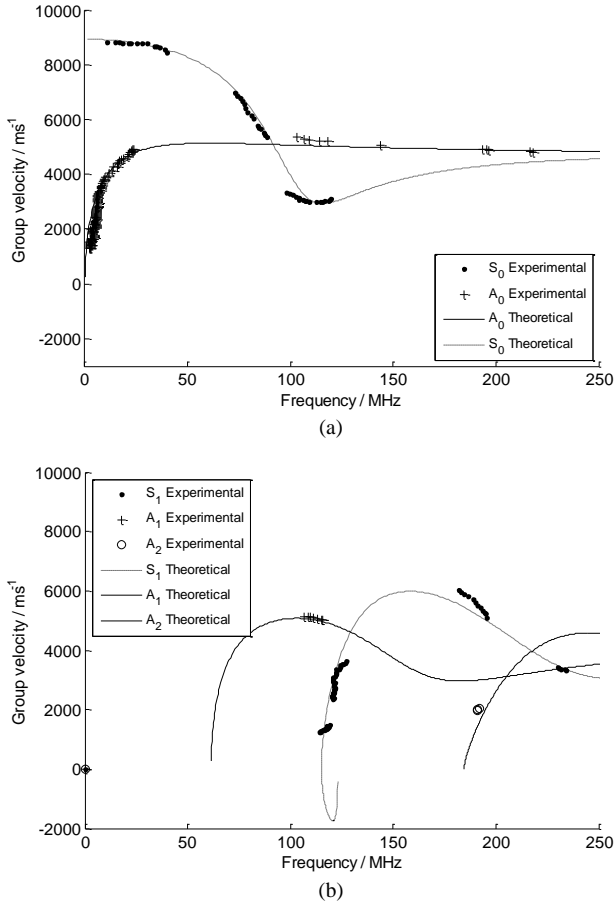 10000
8000
6000
4000
2000
0
-2000
Group velocity / ms-1
0
50
100
150
200
250
Frequency / MHz
S0 Experimental
A0 Experimental
A0 Theoretical
S0 Theoretical
(a)
10000
8000
6000
4000
2000
0
-2000
Group velocity / ms-1
0
50
100
150
200
250
Frequency / MHz
S1 Experimental
A1 Experimental
A2 Experimental
S1 Theoretical
A1 Theoretical
A2 Theoretical
(b)